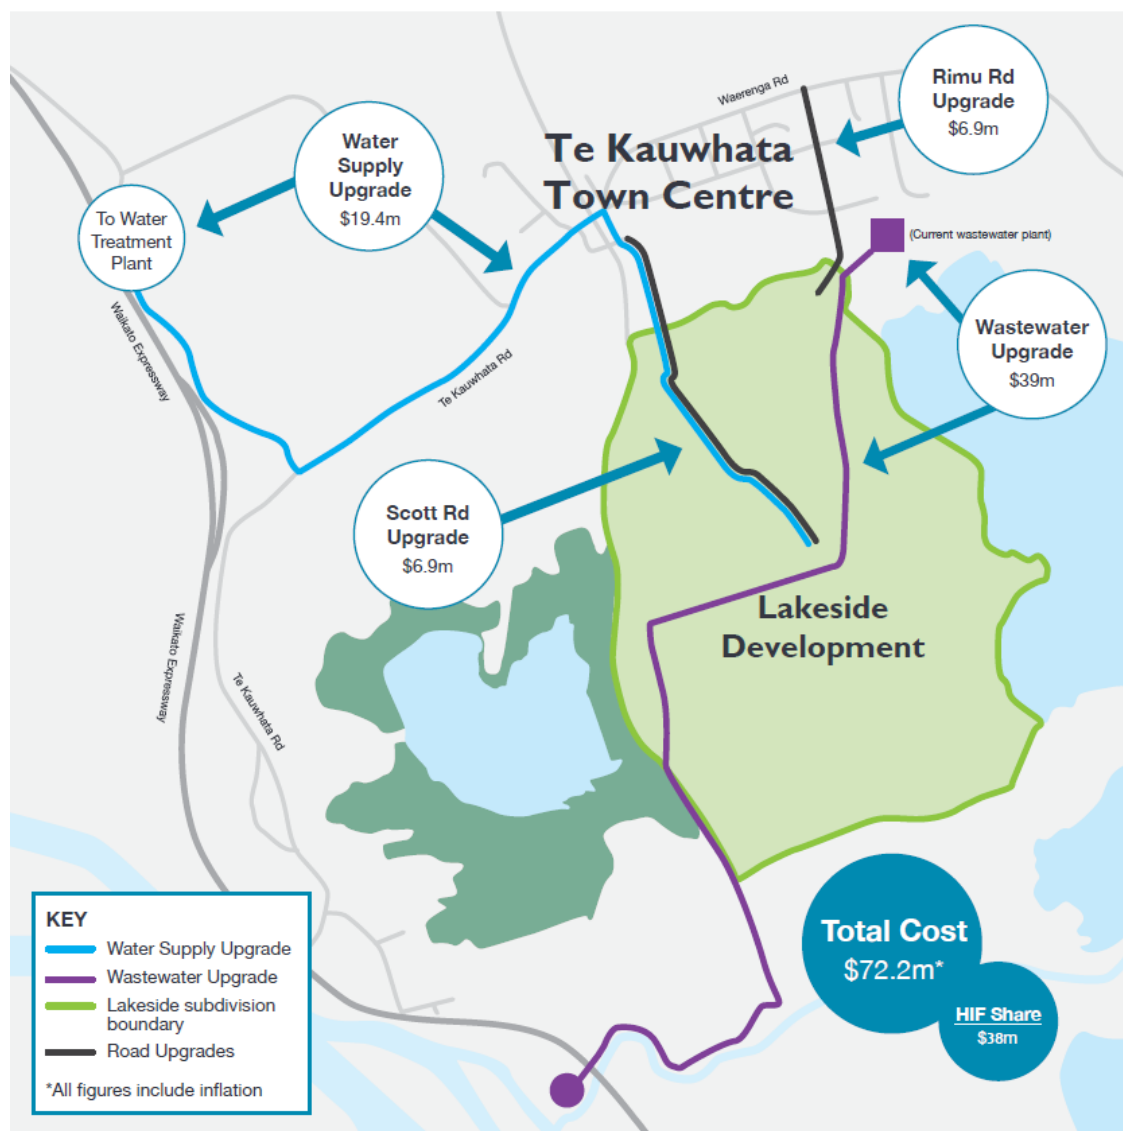 Waerenga Rd
Rimu Rd
Upgrade
$6.9m
Water
Supply
Upgrade
$19.4m
Te Kauwhata
Town Centre
To Water
Treatment
Plant
(Current wastewater plant)
Waikato Expressway
Te Kauwhata Rd
Wastewater
Upgrade
$39m
Scott Rd
Upgrade
$6.9m
Lakeside
Development
Waikato Expressway
Te Kauwhata Rd
KEY
Water Supply Upgrade
Wastewater Upgrade
Lakeside subdivision
boundary
Road Upgrades
*All figures include inflation
Total Cost
$72.2m*
HIF Share
$38m